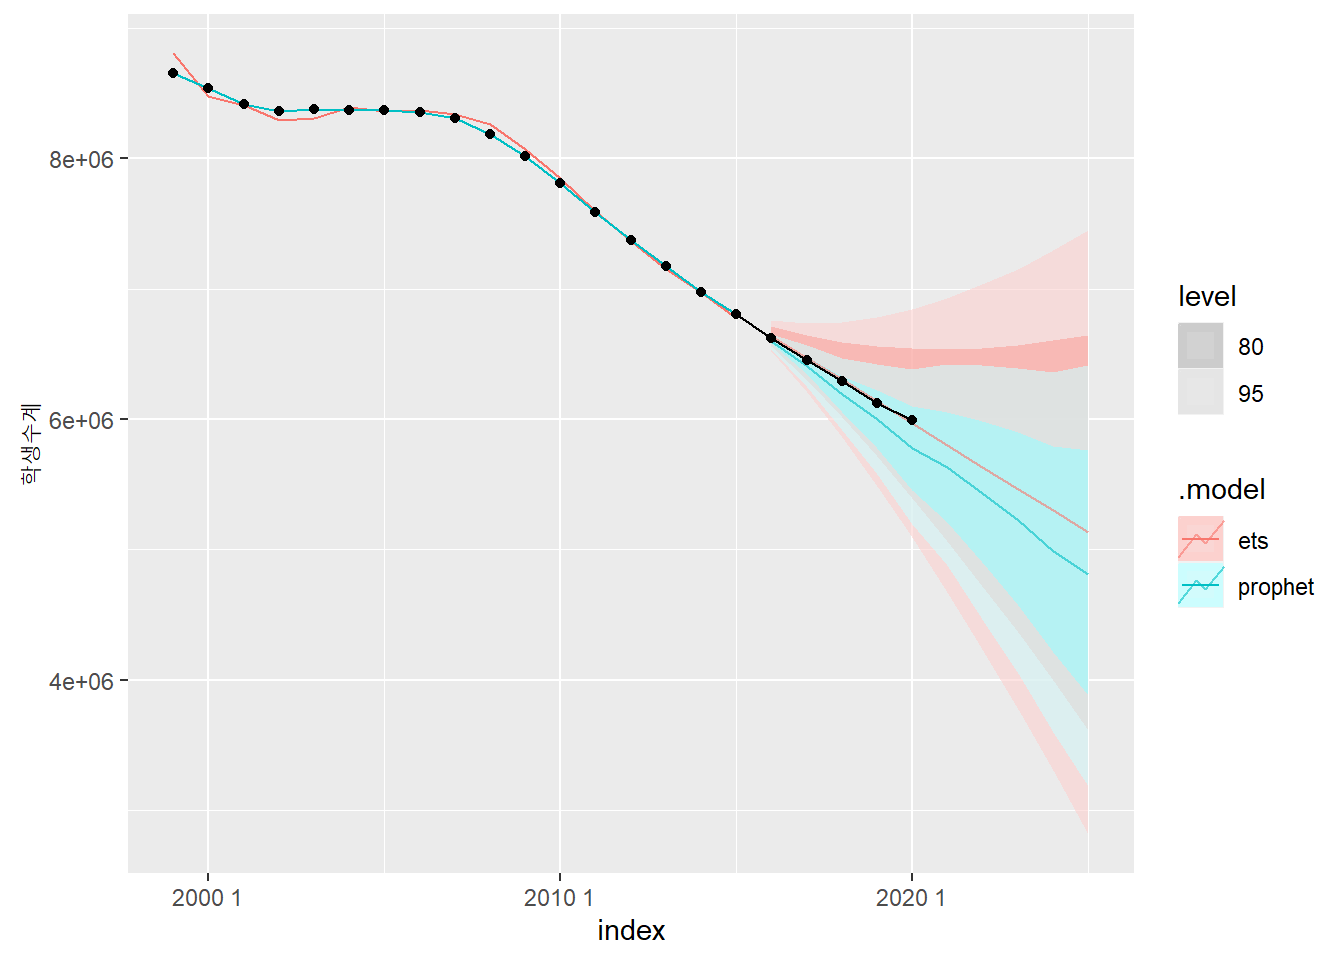 8e+06
6e+06
4e+06
학생수계
2000 1
2010 1
2020 1
index
level
80
95
.model
ets
prophet